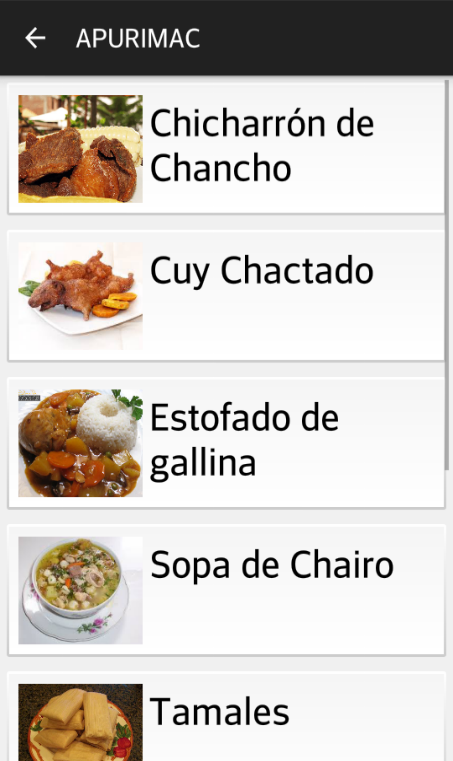 APURIMAC
Chicharrón de
Chancho
Cuy Chactado
Estofado de
gallina
Sopa de Chairo
Tamales